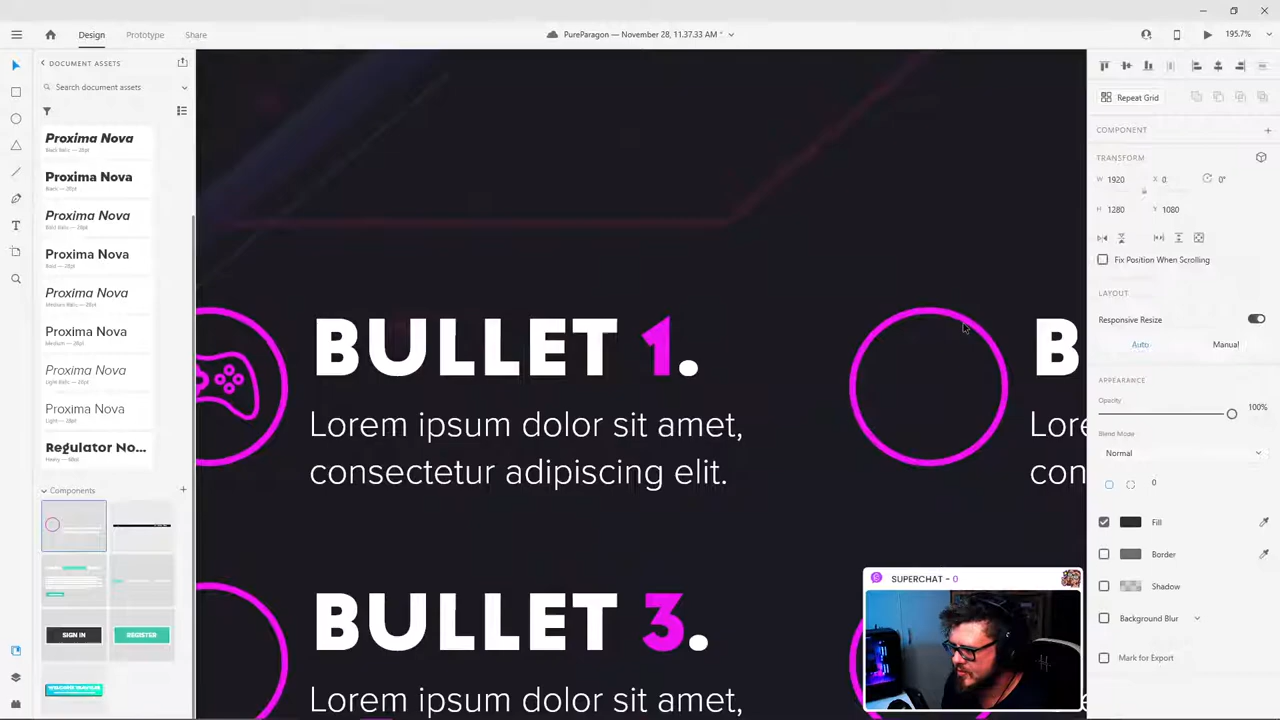 Design
Prototype
Share
PureParagon — November 28, 11.37.33 AM *
195.7%
DOCUMENT ASSETS
Search document assets
Proxima Nova
Proxima Nova
Proxima Nova
Proxima Nova
Proxima Nova
Proxima Nova
Proxima Nova
Proxima Nova
Regulator No...
Components
SIGN IN
REGISTER
BULLET 1.
Lorem ipsum dolor sit amet,
consectetur adipiscing elit.
B
Lore
con
BULLET 3.
Lorem ipsum dolor sit amet,
SUPERCHAT - 0
Repeat Grid
COMPONENT
TRANSFORM
W 1920
X 0
0°
H 1280
Y 1080
Fix Position When Scrolling
LAYOUT
Responsive Resize
Auto
Manual
APPEARANCE
Opacity
100%
Blend Mode
Normal
0
Fill
Border
Shadow
Background Blur
Mark for Export